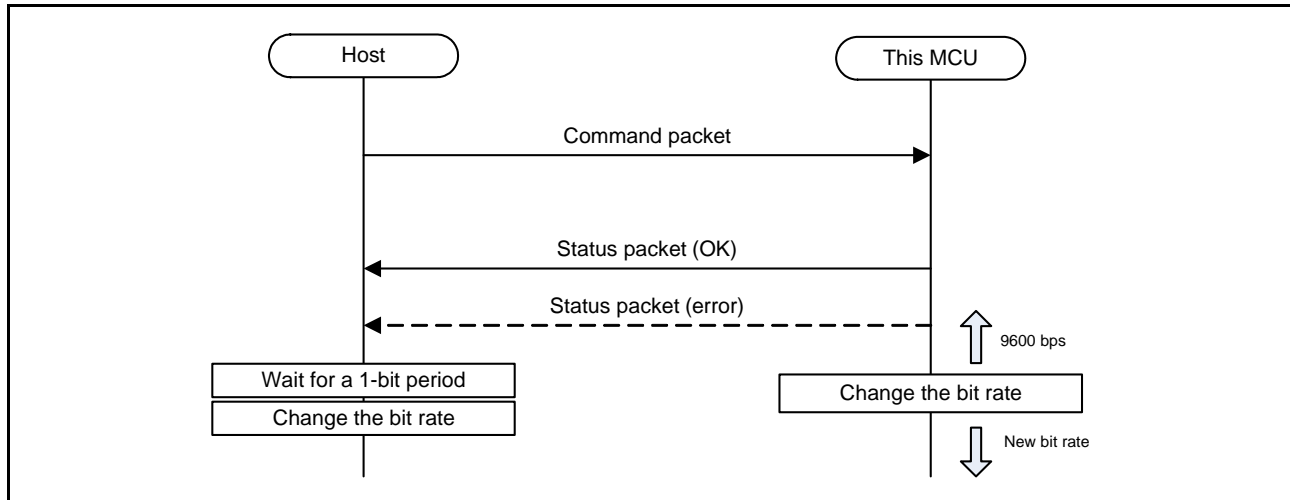 Host
This MCU
Command packet
Status packet (OK)
Status packet (error)
9600 bps
Wait for a 1-bit period
Change the bit rate
Change the bit rate
New bit rate